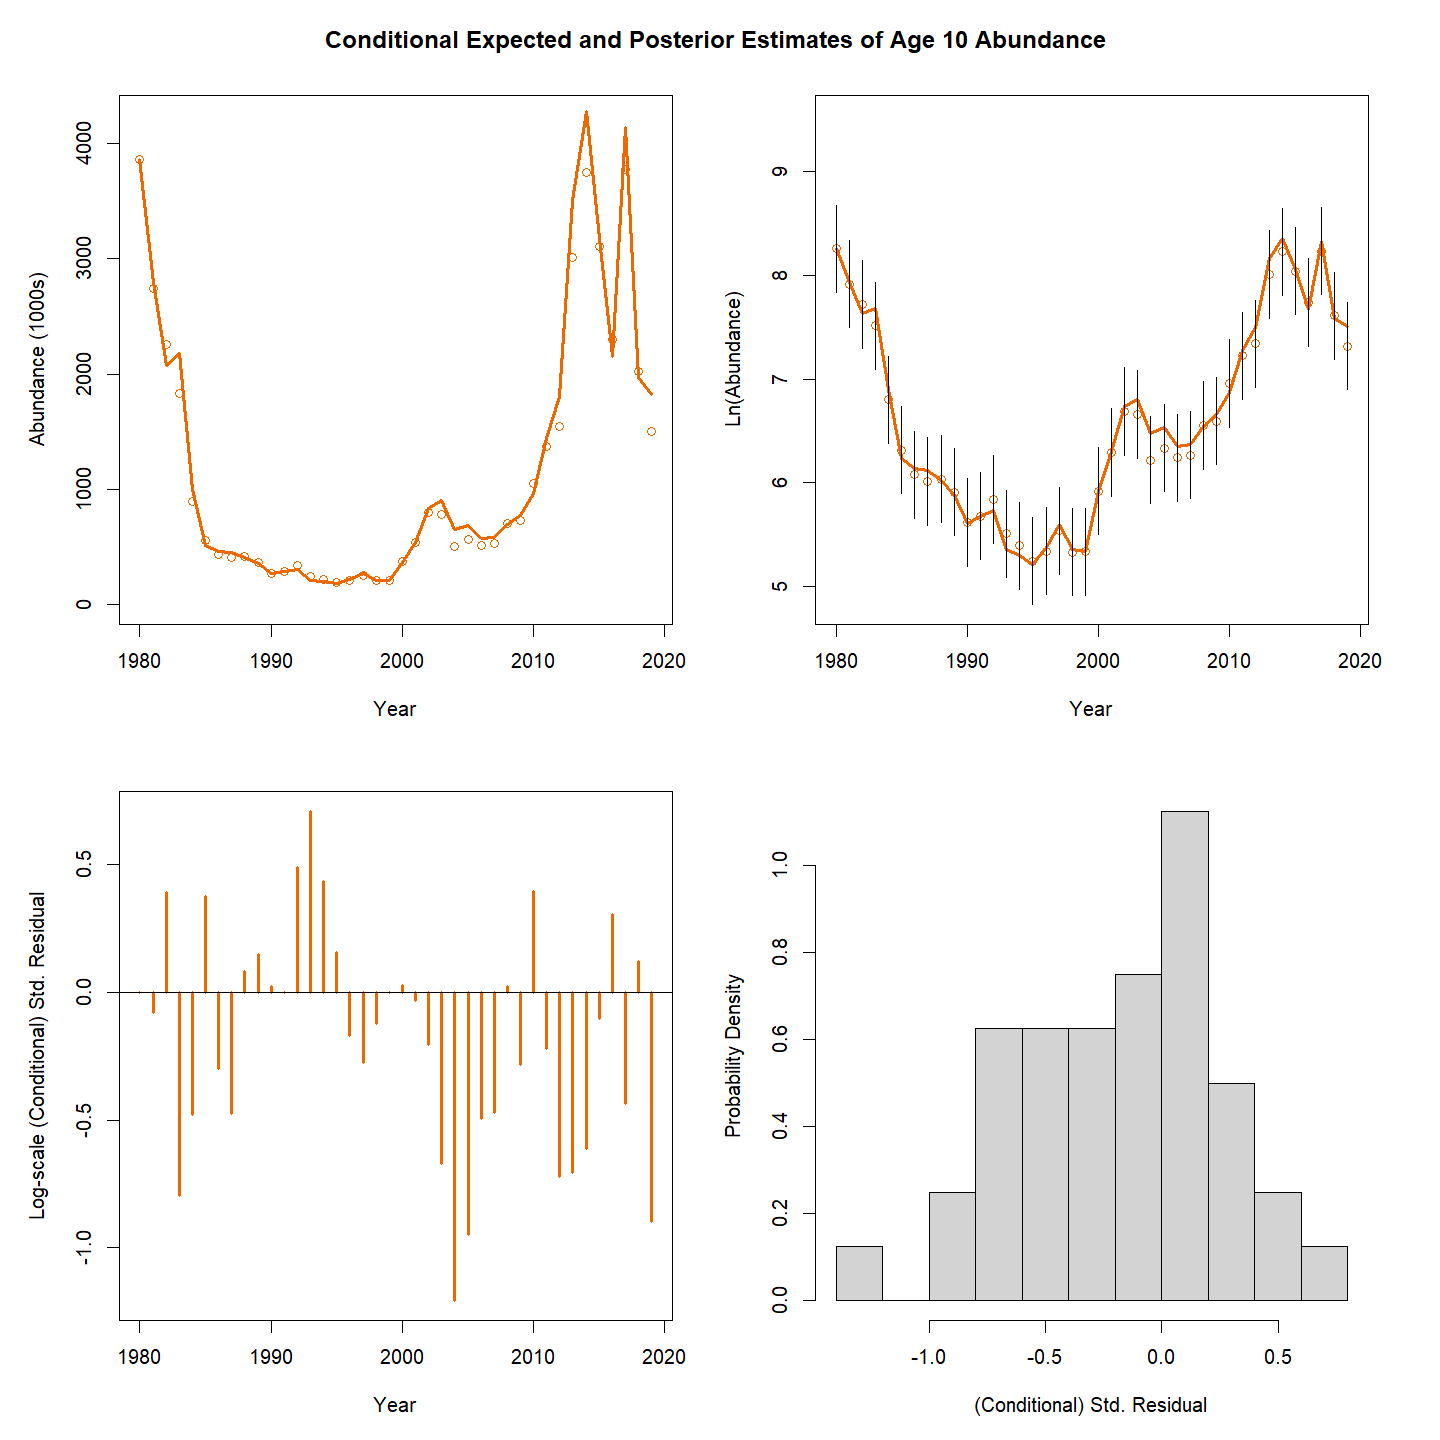 Conditional Expected and Posterior Estimates of Age 10 Abundance
Abundance (1000s)
4000
3000
2000
1000
0
1980 1990 2000 2010 2020
Year
Ln(Abundance)
9
8
7
6
5
1980 1990 2000 2010 2020
Year
Log-scale (Conditional) Std. Residual
0.5
0.0
-0.5
-1.0
1980 1990 2000 2010 2020
Year
Probability Density
1.0
0.8
0.6
0.4
0.2
0.0
-1.0 -0.5 0.0 0.5
(Conditional) Std. Residual